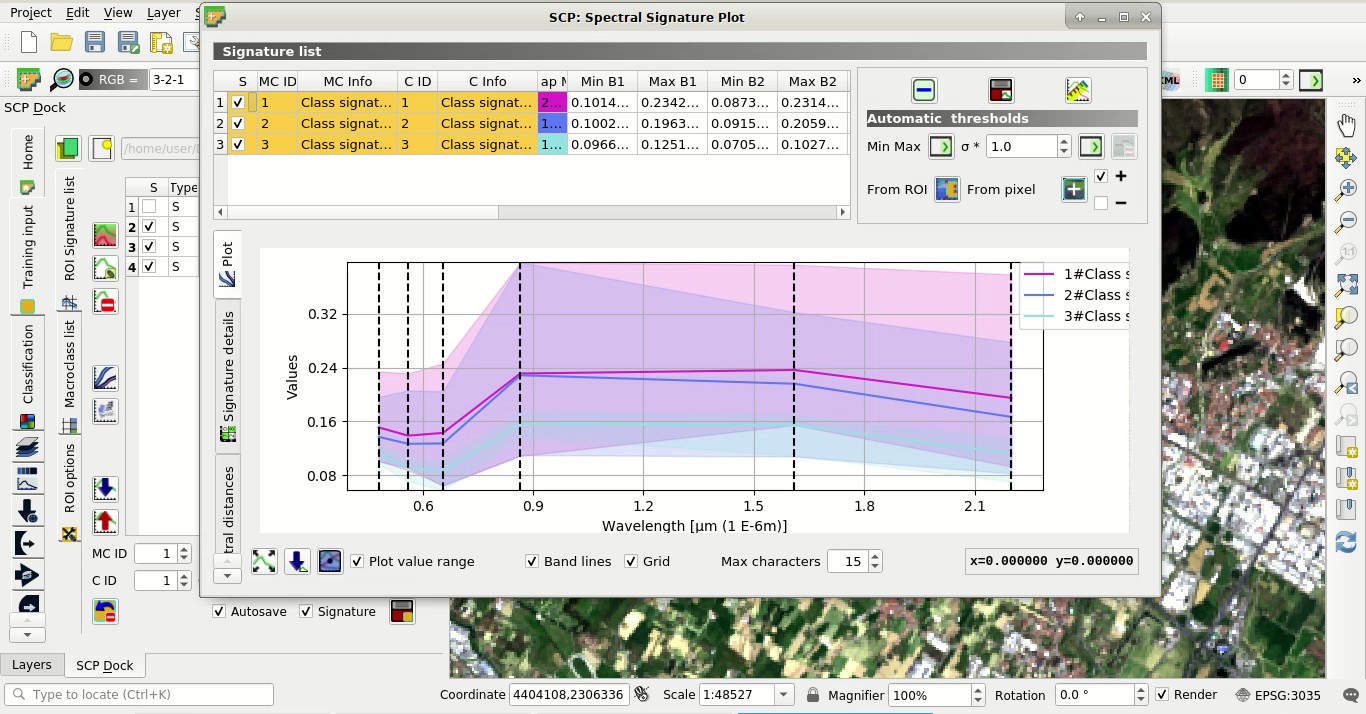 Project Edit View Layer
SCP: Spectral Signature Plot
RGB = 3-2-1
0
»
SCP Dock
Home
Training input
Classification
ROI Signature list
Macroclass list
ROI options
/home/user/
S Type
1 S
2 S
3 S
4 S
MC ID 1
C ID 1
Autosave Signature
Layers SCP Dock
Signature list
S MC ID MC Info C ID C Info ap Min B1 Max B1 Min B2 Max B2
1 1 Class signat... 1 Class signat... 2... 0.1014... 0.2342... 0.0873... 0.2314...
2 2 Class signat... 2 Class signat... 1... 0.1002... 0.1963... 0.0915... 0.2059...
3 3 Class signat... 3 Class signat... 1... 0.0966... 0.1251... 0.0705... 0.1027...
Automatic thresholds
Min Max σ * 1.0
From ROI From pixel +
−
Plot
Signature details
tral distances
Values
0.32
0.24
0.16
0.08
0.6 0.9 1.2 1.5 1.8 2.1
Wavelength [µm (1 E-6m)]
1#Class s
2#Class s
3#Class s
Plot value range Band lines Grid Max characters 15 x=0.000000 y=0.000000
1:1
Type to locate (Ctrl+K) Coordinate 4404108,2306336 Scale 1:48527 Magnifier 100% Rotation 0.0 ° Render EPSG:3035